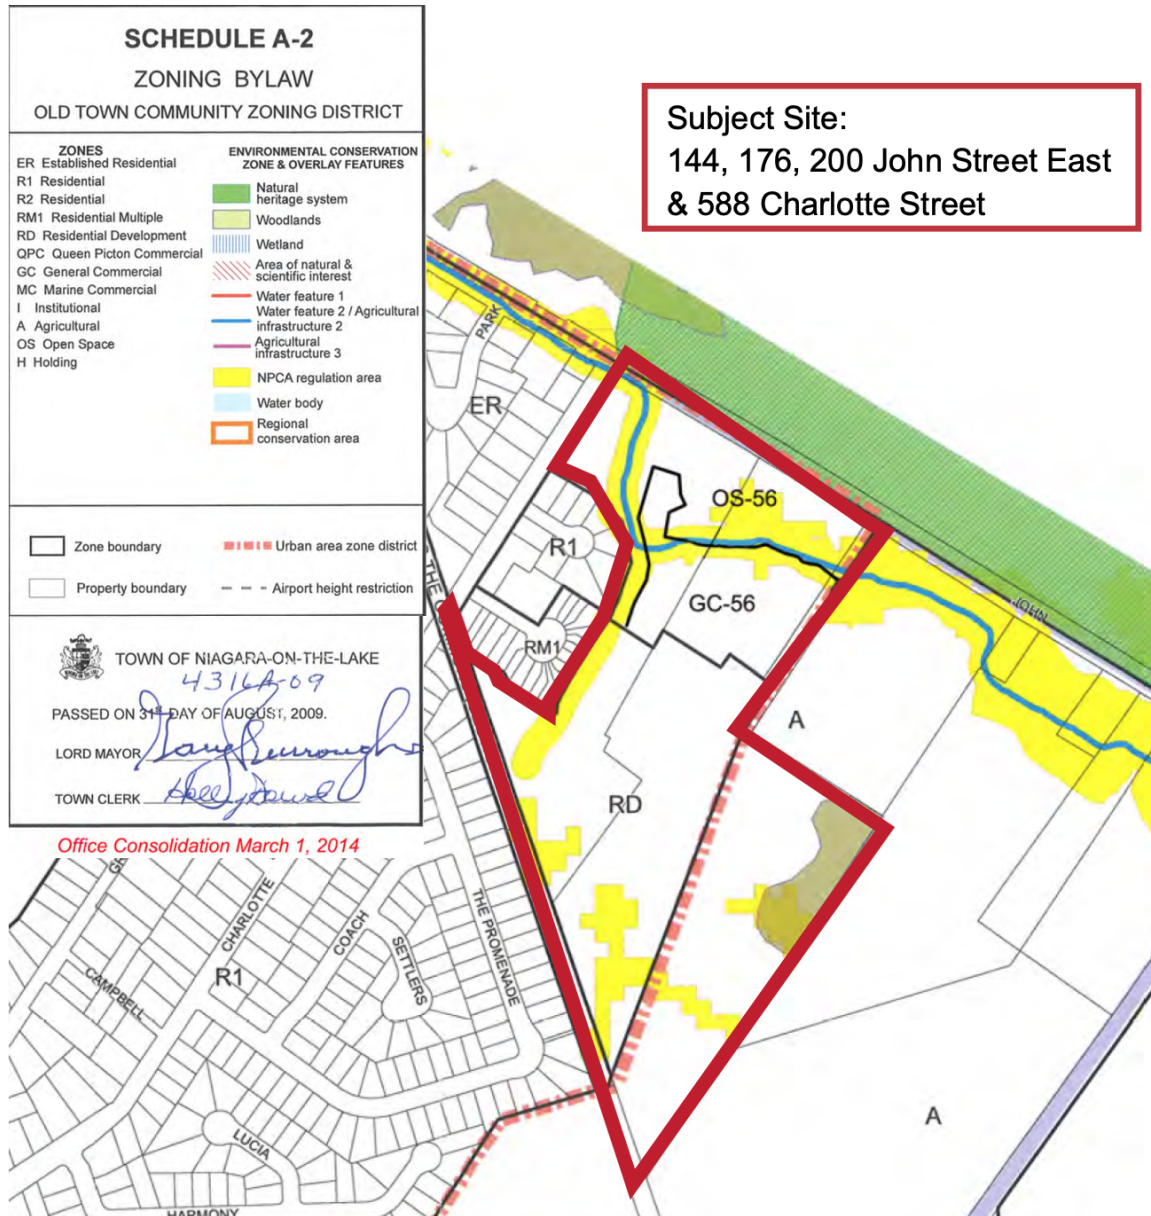 SCHEDULE A-2
ZONING BYLAW
OLD TOWN COMMUNITY ZONING DISTRICT
ZONES
ER Established Residential
R1 Residential
R2 Residential
RM1 Residential Multiple
RD Residential Development
QPC Queen Picton Commercial
GC General Commercial
MC Marine Commercial
I Institutional
A Agricultural
OS Open Space
H Holding
ENVIRONMENTAL CONSERVATION
ZONE & OVERLAY FEATURES
Natural
heritage system
Woodlands
Wetland
Area of natural &
scientific interest
Water feature 1
Water feature 2 / Agricultural
infrastructure 2
Agricultural
infrastructure 3
NPCA regulation area
Water body
Regional
conservation area
Zone boundary
Urban area zone district
Property boundary
Airport height restriction
TOWN OF NIAGARA-ON-THE-LAKE
4316A-09
PASSED ON 31st DAY OF AUGUST, 2009.
LORD MAYOR
TOWN CLERK
Office Consolidation March 1, 2014
Subject Site:
144, 176, 200 John Street East
& 588 Charlotte Street
PARK
ER
OS-56
R1
GC-56
JOHN
RM1
A
RD
THE PROMENADE
CHARLOTTE
COACH
SETTLERS
CAMPBELL
R1
LUCIA
HARMONY
A